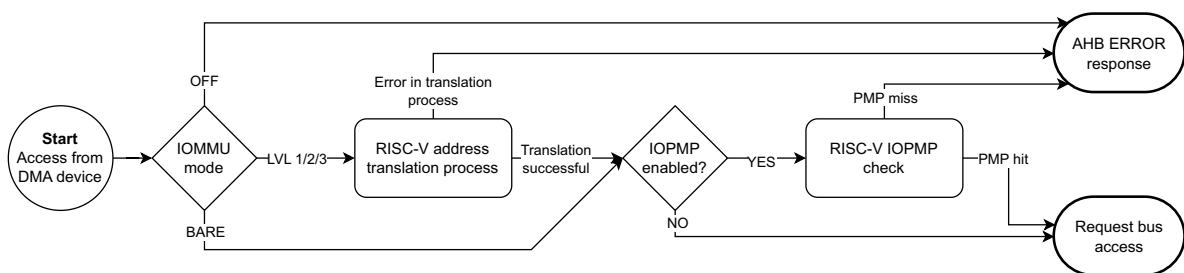 Start
Access from
DMA device
IOMMU
mode
OFF
LVL 1/2/3
BARE
Error in translation
process
RISC-V address
translation process
Translation
successful
IOPMP
enabled?
YES
NO
PMP miss
RISC-V IOPMP
check
PMP hit
AHB ERROR
response
Request bus
access